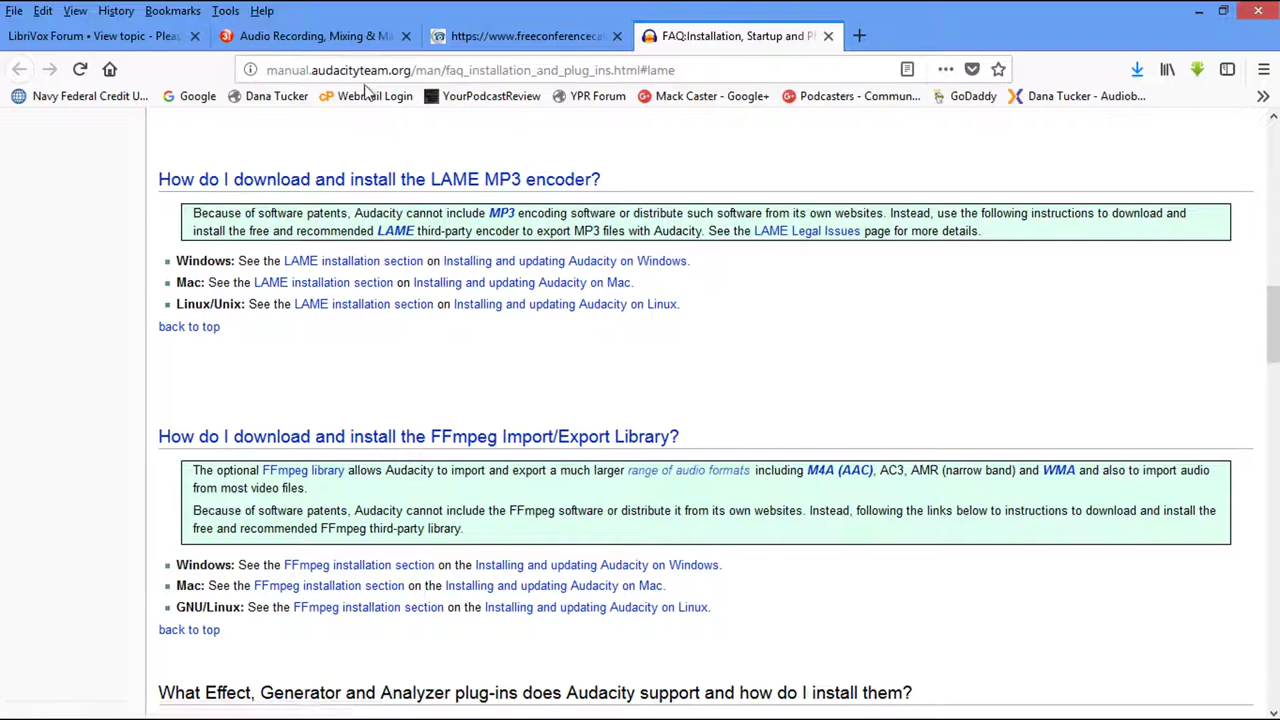 File Edit View History Bookmarks Tools Help
LibriVox Forum • View topic - Plea
Audio Recording, Mixing & Ma
https://www.freeconferenceca
FAQ:Installation, Startup and Pl
manual.audacityteam.org/man/faq_installation_and_plug_ins.html#lame
Navy Federal Credit U... Google Dana Tucker cP Webmail Login YourPodcastReview YPR Forum Mack Caster - Google+ Podcasters - Commun... GoDaddy Dana Tucker - Audiob...
How do I download and install the LAME MP3 encoder?
Because of software patents, Audacity cannot include MP3 encoding software or distribute such software from its own websites. Instead, use the following instructions to download and
install the free and recommended LAME third-party encoder to export MP3 files with Audacity. See the LAME Legal Issues page for more details.
Windows: See the LAME installation section on Installing and updating Audacity on Windows.
Mac: See the LAME installation section on Installing and updating Audacity on Mac.
Linux/Unix: See the LAME installation section on Installing and updating Audacity on Linux.
back to top
How do I download and install the FFmpeg Import/Export Library?
The optional FFmpeg library allows Audacity to import and export a much larger range of audio formats including M4A (AAC), AC3, AMR (narrow band) and WMA and also to import audio
from most video files.
Because of software patents, Audacity cannot include the FFmpeg software or distribute it from its own websites. Instead, following the links below to instructions to download and install the
free and recommended FFmpeg third-party library.
Windows: See the FFmpeg installation section on the Installing and updating Audacity on Windows.
Mac: See the FFmpeg installation section on the Installing and updating Audacity on Mac.
GNU/Linux: See the FFmpeg installation section on the Installing and updating Audacity on Linux.
back to top
What Effect, Generator and Analyzer plug-ins does Audacity support and how do I install them?